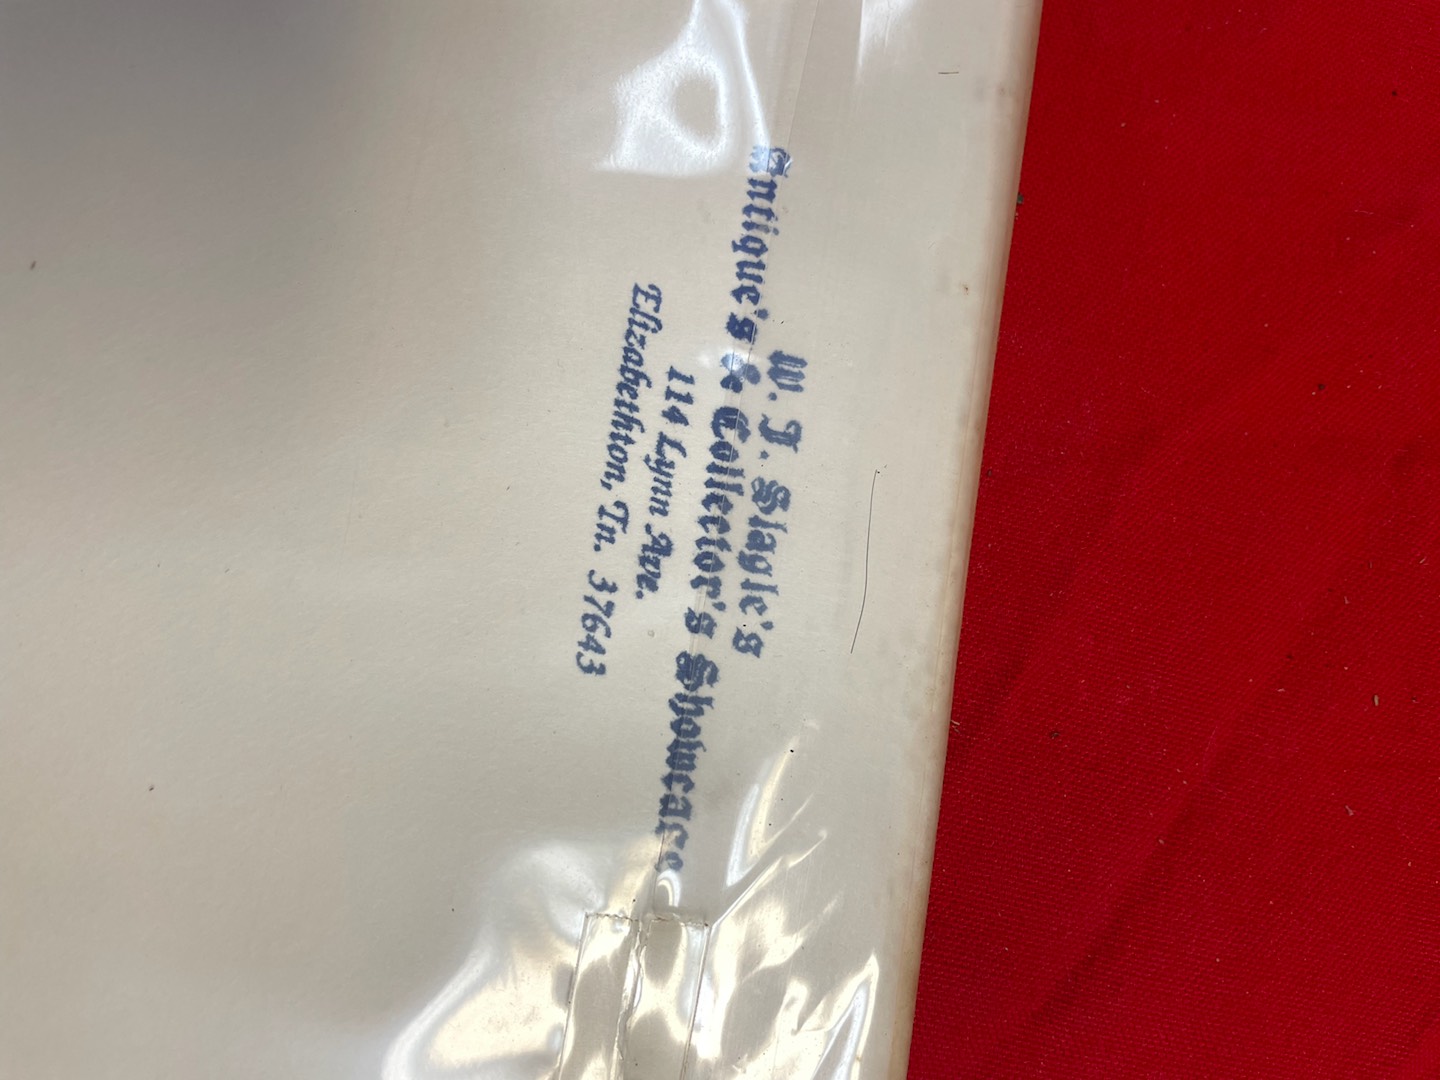 W. J. Slagle's
Antique's & Collector's Showcase
114 Lynn Ave.
Elizabethton, Tn. 37643